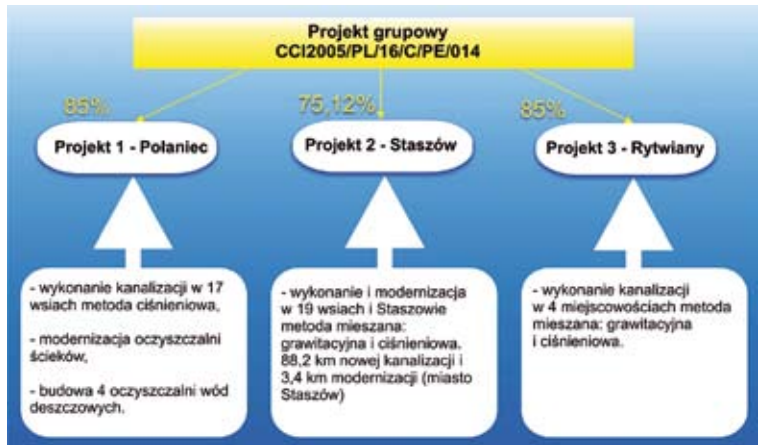 Projekt grupowy
CCI2005/PL/16/C/PE/014
85%
75,12%
85%
Projekt 1 - Połaniec
Projekt 2 - Staszów
Projekt 3 - Rytwiany
- wykonanie kanalizacji w 17
wsiach metoda ciśnieniowa,
- modernizacja oczyszczalni
ścieków,
- budowa 4 oczyszczalni wód
deszczowych.
- wykonanie i modernizacja
w 19 wsiach i Staszowie
metoda mieszana:
grawitacyjna i ciśnieniowa.
88,2 km nowej kanalizacji i
3,4 km modernizacji (miasto
Staszów)
- wykonanie kanalizacji
w 4 miejscowościach metoda
mieszana: grawitacyjna
i ciśnieniowa.